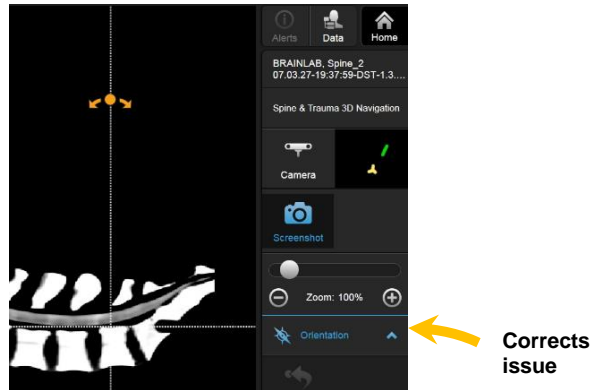 Alerts Data Home
BRAINLAB, Spine_2
07.03.27-19:37:59-DST-1.3....
Spine & Trauma 3D Navigation
Camera
Screenshot
Zoom: 100%
Orientation
Corrects
issue